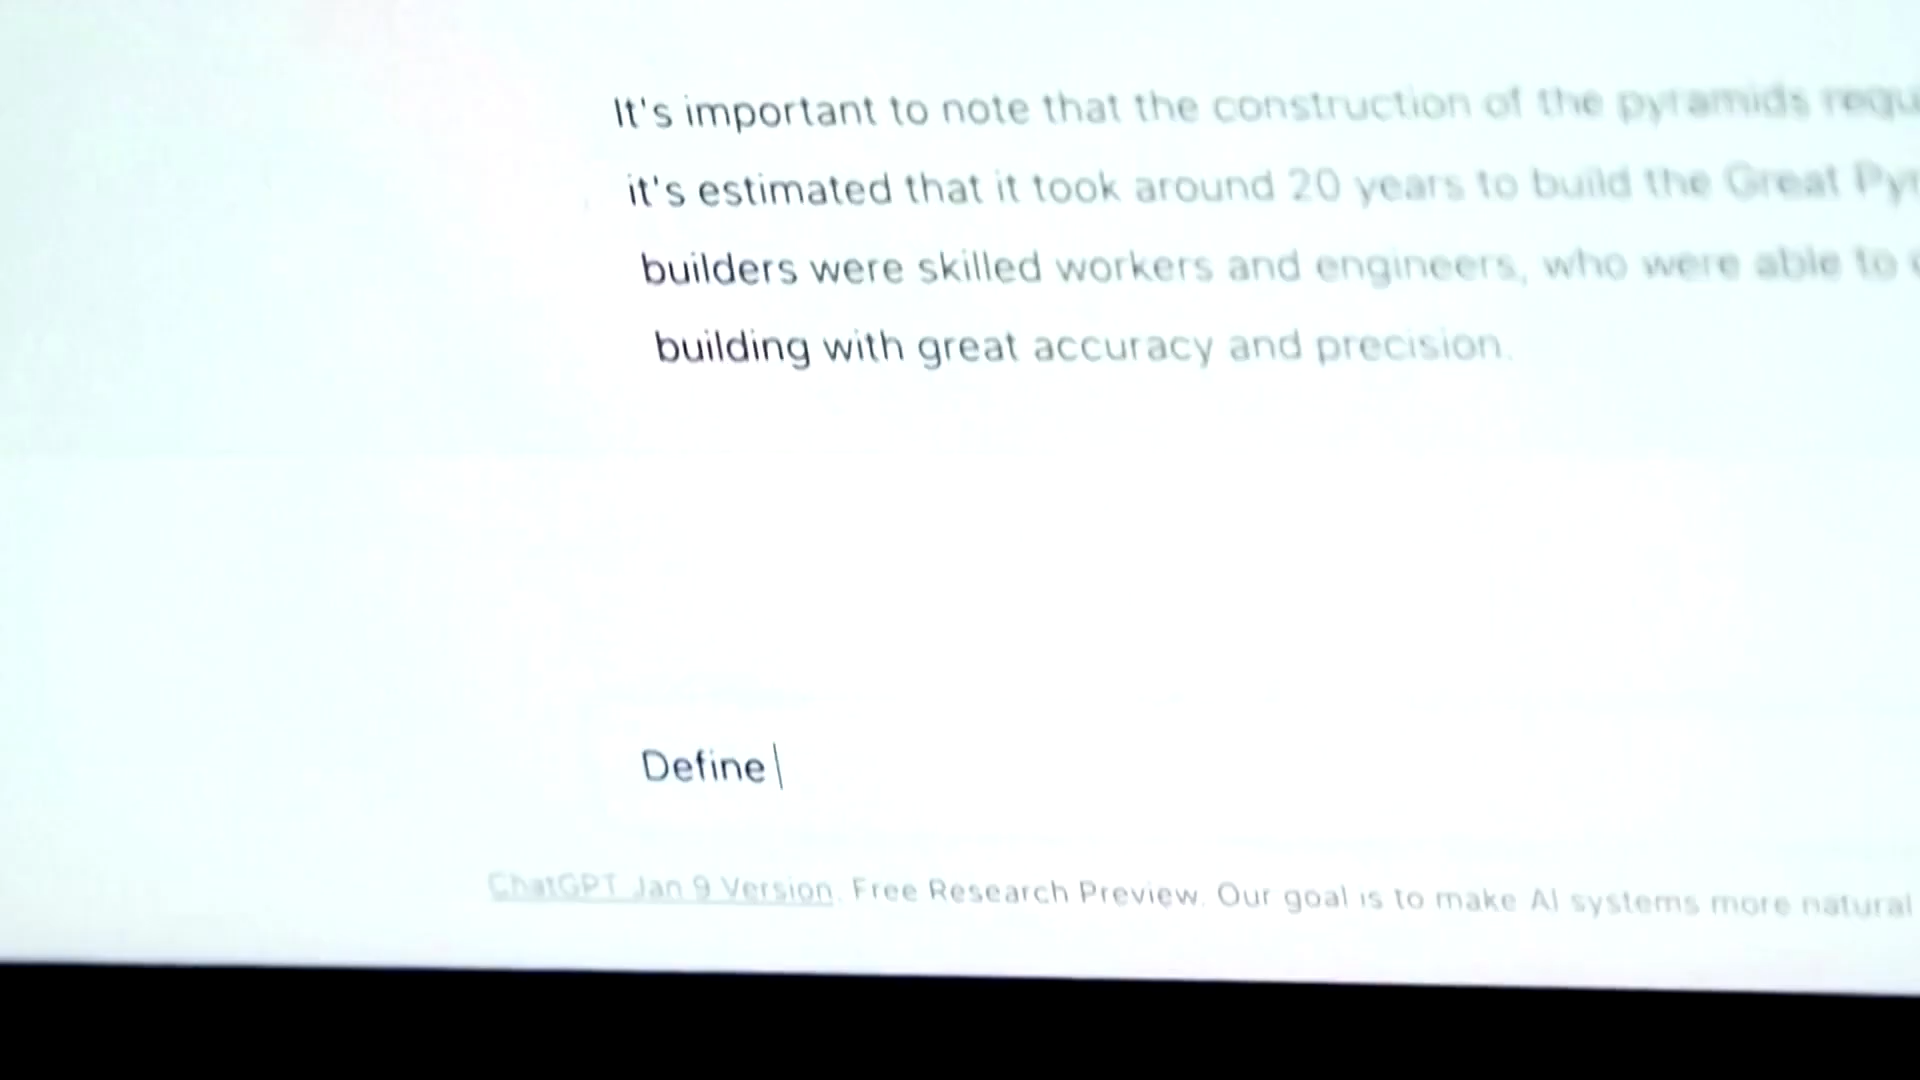 It's important to note that the construction of the pyramids requ
it's estimated that it took around 20 years to build the Great Pyr
builders were skilled workers and engineers, who were able to
building with great accuracy and precision.
Define
ChatGPT Jan 9 Version. Free Research Preview. Our goal is to make AI systems more natural